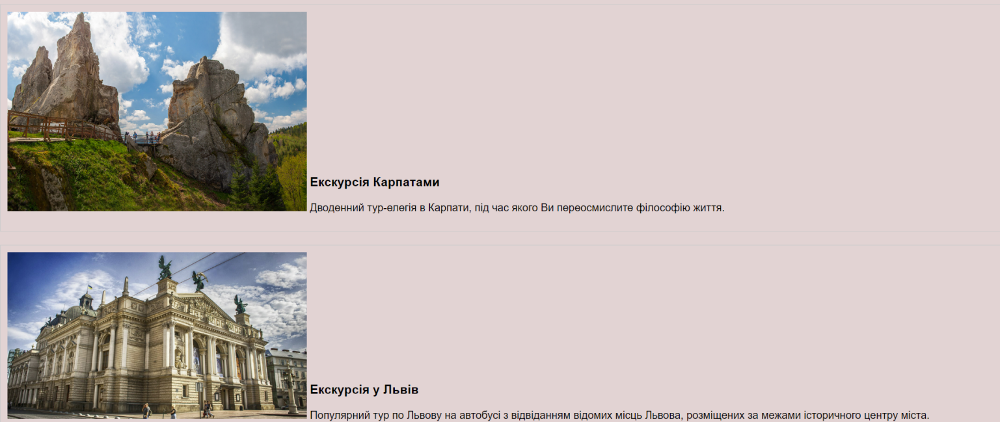 Екскурсія Карпатами
Дводенний тур-елегія в Карпати, під час якого Ви переосмислите філософію життя.
Екскурсія у Львів
Популярний тур по Львову на автобусі з відвіданням відомих місць Львова, розміщених за межами історичного центру міста.